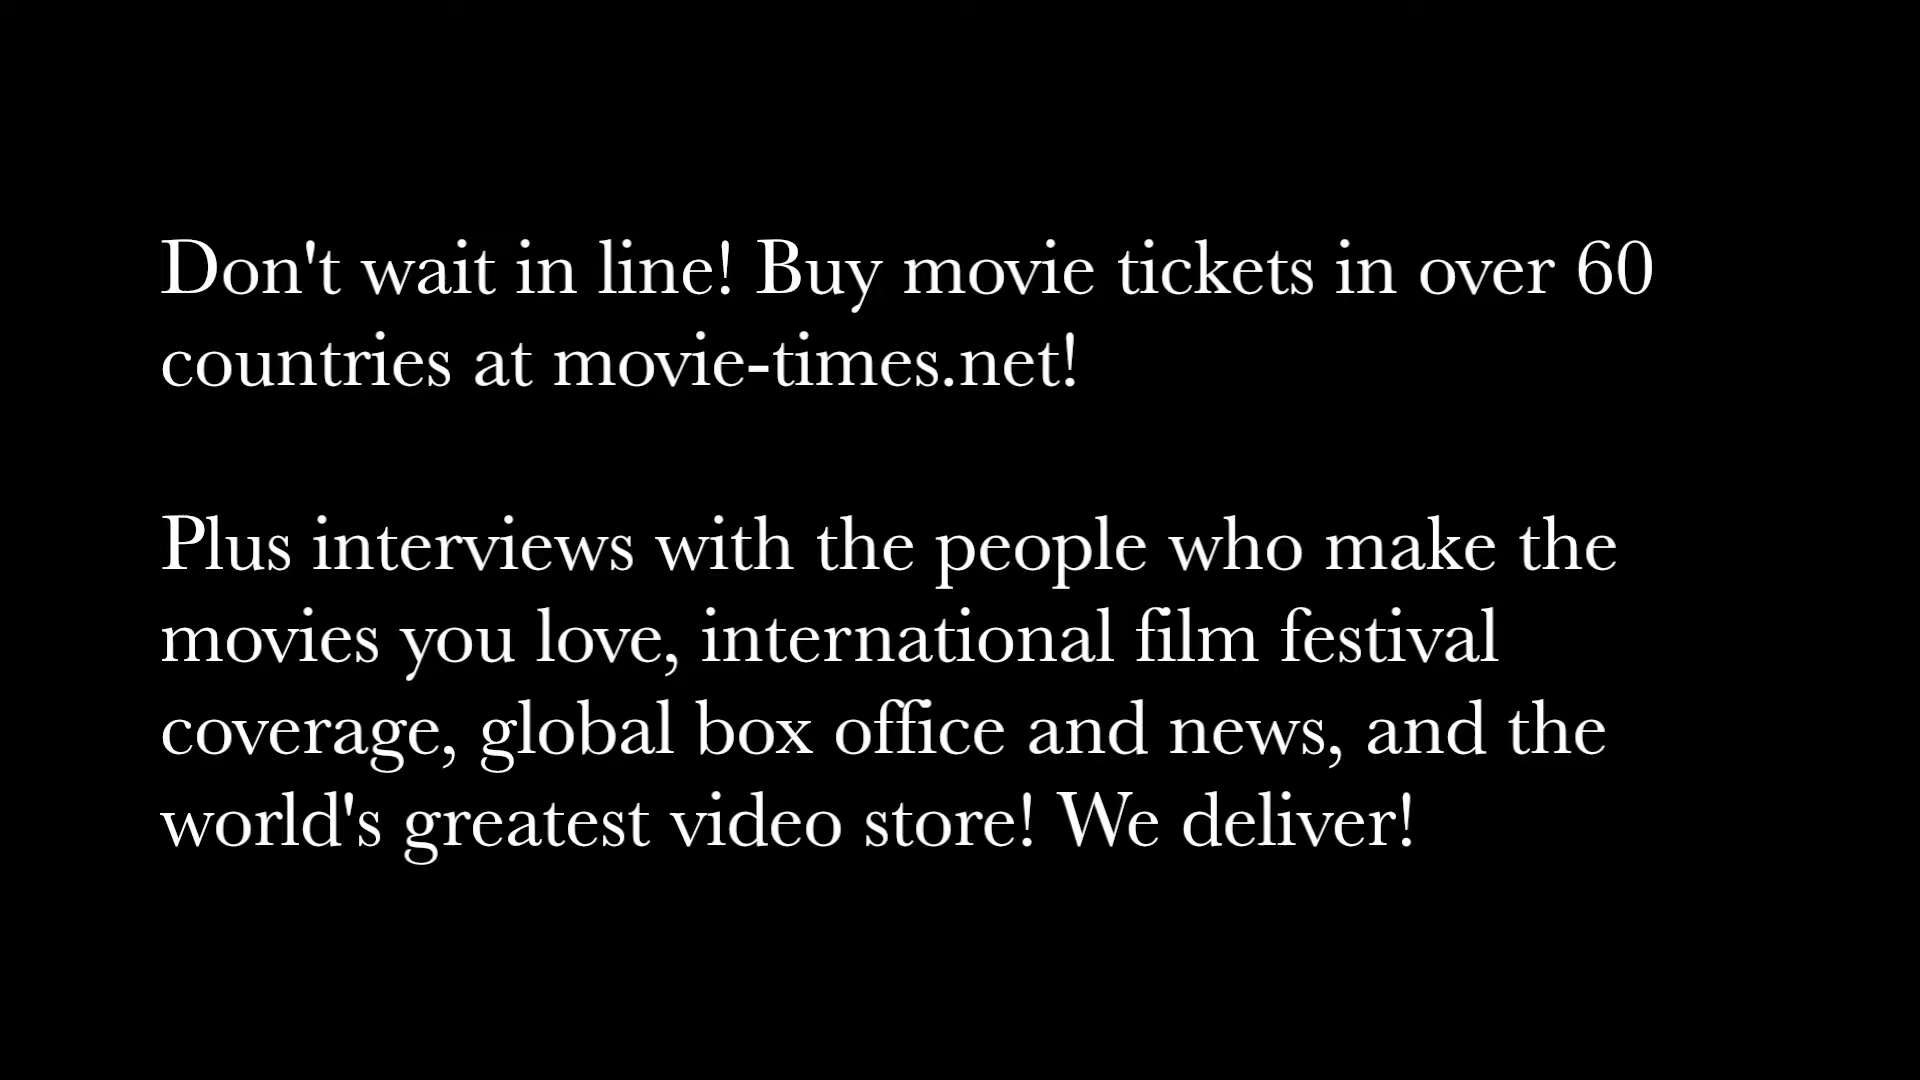 Don't wait in line! Buy movie tickets in over 60
countries at movie-times.net!
Plus interviews with the people who make the
movies you love, international film festival
coverage, global box office and news, and the
world's greatest video store! We deliver!